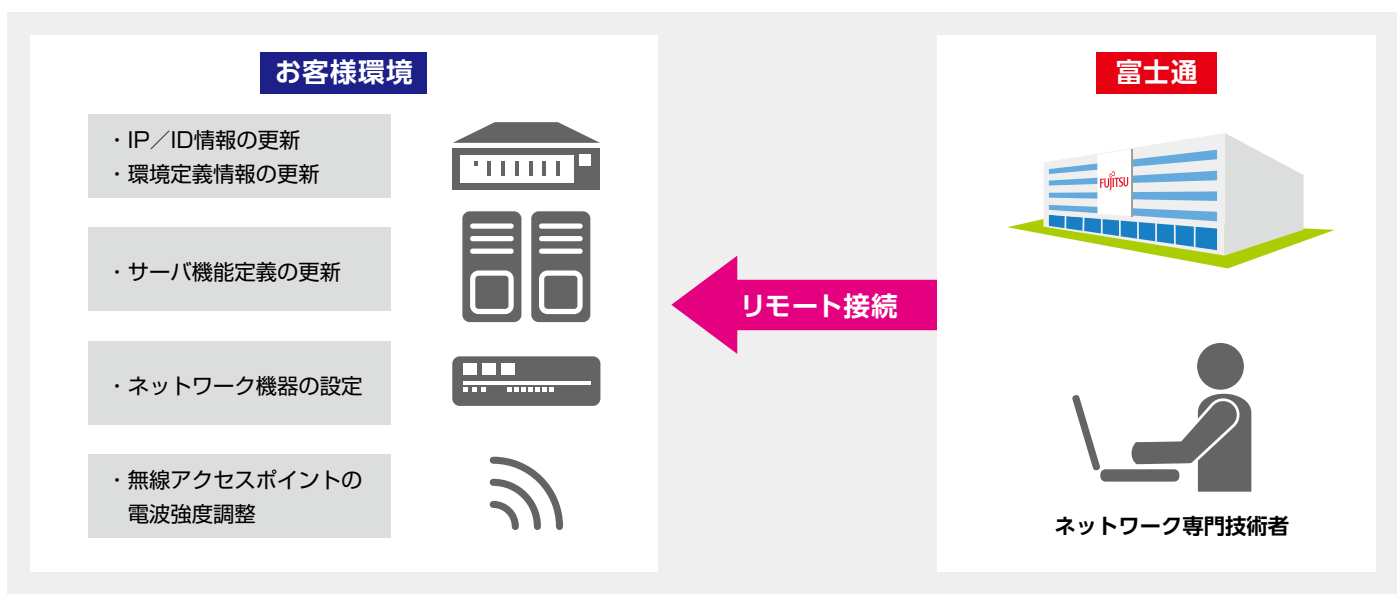 お客様環境
・IP／ID情報の更新
・環境定義情報の更新
・サーバ機能定義の更新
・ネットワーク機器の設定
・無線アクセスポイントの
電波強度調整
リモート接続
富士通
FUJITSU
ネットワーク専門技術者